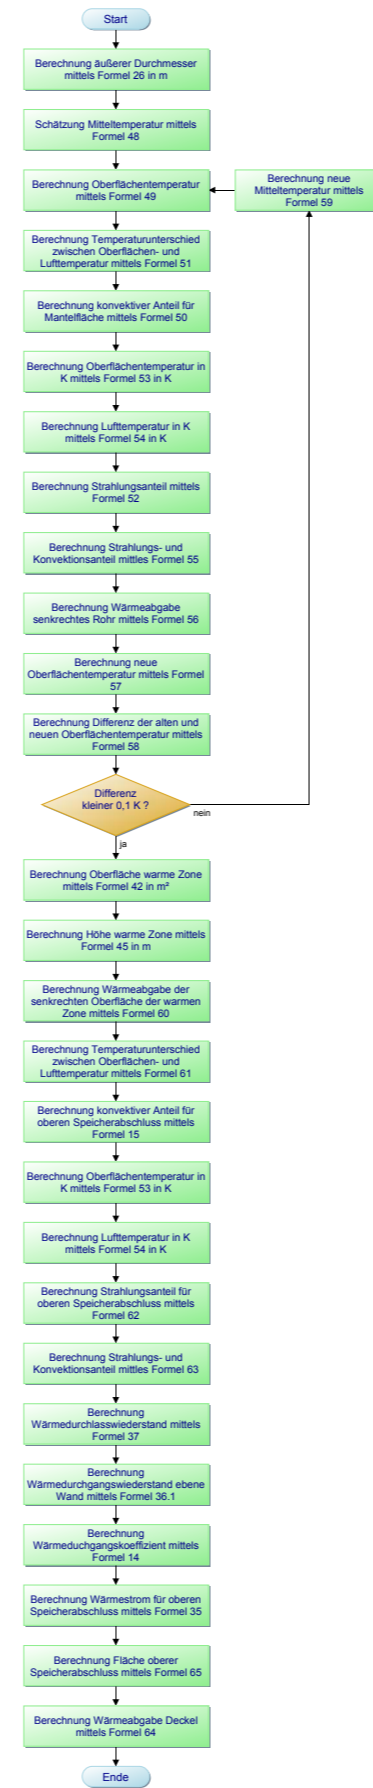 Start
Berechnung äußerer Durchmesser
mittels Formel 26 in m
Schätzung Mitteltemperatur mittels
Formel 48
Berechnung Oberflächentemperatur
mittels Formel 49
Berechnung neue
Mitteltemperatur mittels
Formel 59
Berechnung Temperaturunterschied
zwischen Oberflächen- und
Lufttemperatur mittels Formel 51
Berechnung konvektiver Anteil für
Mantelfläche mittels Formel 50
Berechnung Oberflächentemperatur in
K mittels Formel 53 in K
Berechnung Lufttemperatur in K
mittels Formel 54 in K
Berechnung Strahlungsanteil mittels
Formel 52
Berechnung Strahlungs- und
Konvektionsanteil mittles Formel 55
Berechnung Wärmeabgabe
senkrechtes Rohr mittels Formel 56
Berechnung neue
Oberflächentemperatur mittels Formel
57
Berechnung Differenz der alten und
neuen Oberflächentemperatur mittels
Formel 58
Differenz
kleiner 0,1 K ?
nein
ja
Berechnung Oberfläche warme Zone
mittels Formel 42 in m²
Berechnung Höhe warme Zone mittels
Formel 45 in m
Berechnung Wärmeabgabe der
senkrechten Oberfläche der warmen
Zone mittels Formel 60
Berechnung Temperaturunterschied
zwischen Oberflächen- und
Lufttemperatur mittels Formel 61
Berechnung konvektiver Anteil für
oberen Speicherabschluss mittels
Formel 15
Berechnung Oberflächentemperatur in
K mittels Formel 53 in K
Berechnung Lufttemperatur in K
mittels Formel 54 in K
Berechnung Strahlungsanteil für
oberen Speicherabschluss mittels
Formel 62
Berechnung Strahlungs- und
Konvektionsanteil mittles Formel 63
Berechnung
Wärmedurchlasswiederstand mittels
Formel 37
Berechnung
Wärmedurchgangswiederstand ebene
Wand mittels Formel 36.1
Berechnung
Wärmeduchgangskoeffizient mittels
Formel 14
Berechnung Wärmestrom für oberen
Speicherabschluss mittels Formel 35
Berechnung Fläche oberer
Speicherabschluss mittels Formel 65
Berechnung Wärmeabgabe Deckel
mittels Formel 64
Ende